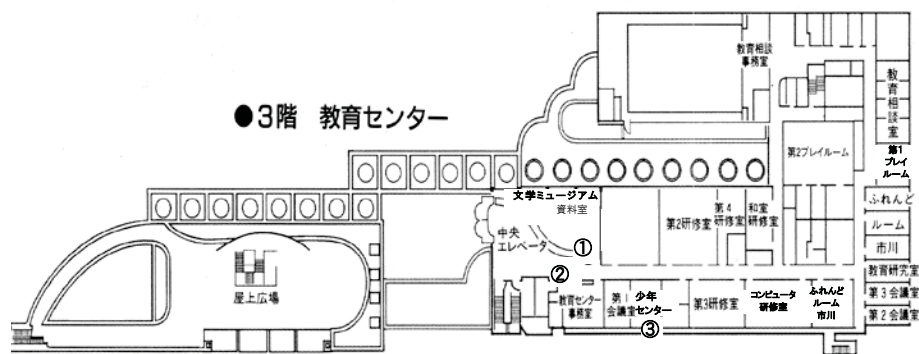 ●3階 教育センター
教育相談
事務室
教育相談室
第1
プレイ
ルーム
第2プレイルーム
文学ミュージアム
資料室
中央
エレベータ
①
②
第2研修室
第4
研修室
和室
研修室
ふれんど
ルーム
市川
教育研究室
第3会議室
第2会議室
屋上広場
教育センター
事務室
第1
会議室
少年
センター
③
第3研修室
コンピュータ
研修室
ふれんど
ルーム
市川